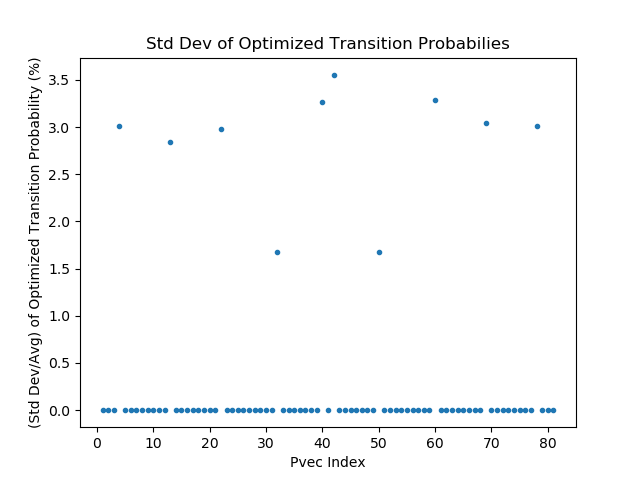 Std Dev of Optimized Transition Probabilies
(Std Dev/Avg) of Optimized Transition Probability (%)
3.5
3.0
2.5
2.0
1.5
1.0
0.5
0.0
0 10 20 30 40 50 60 70 80
Pvec Index